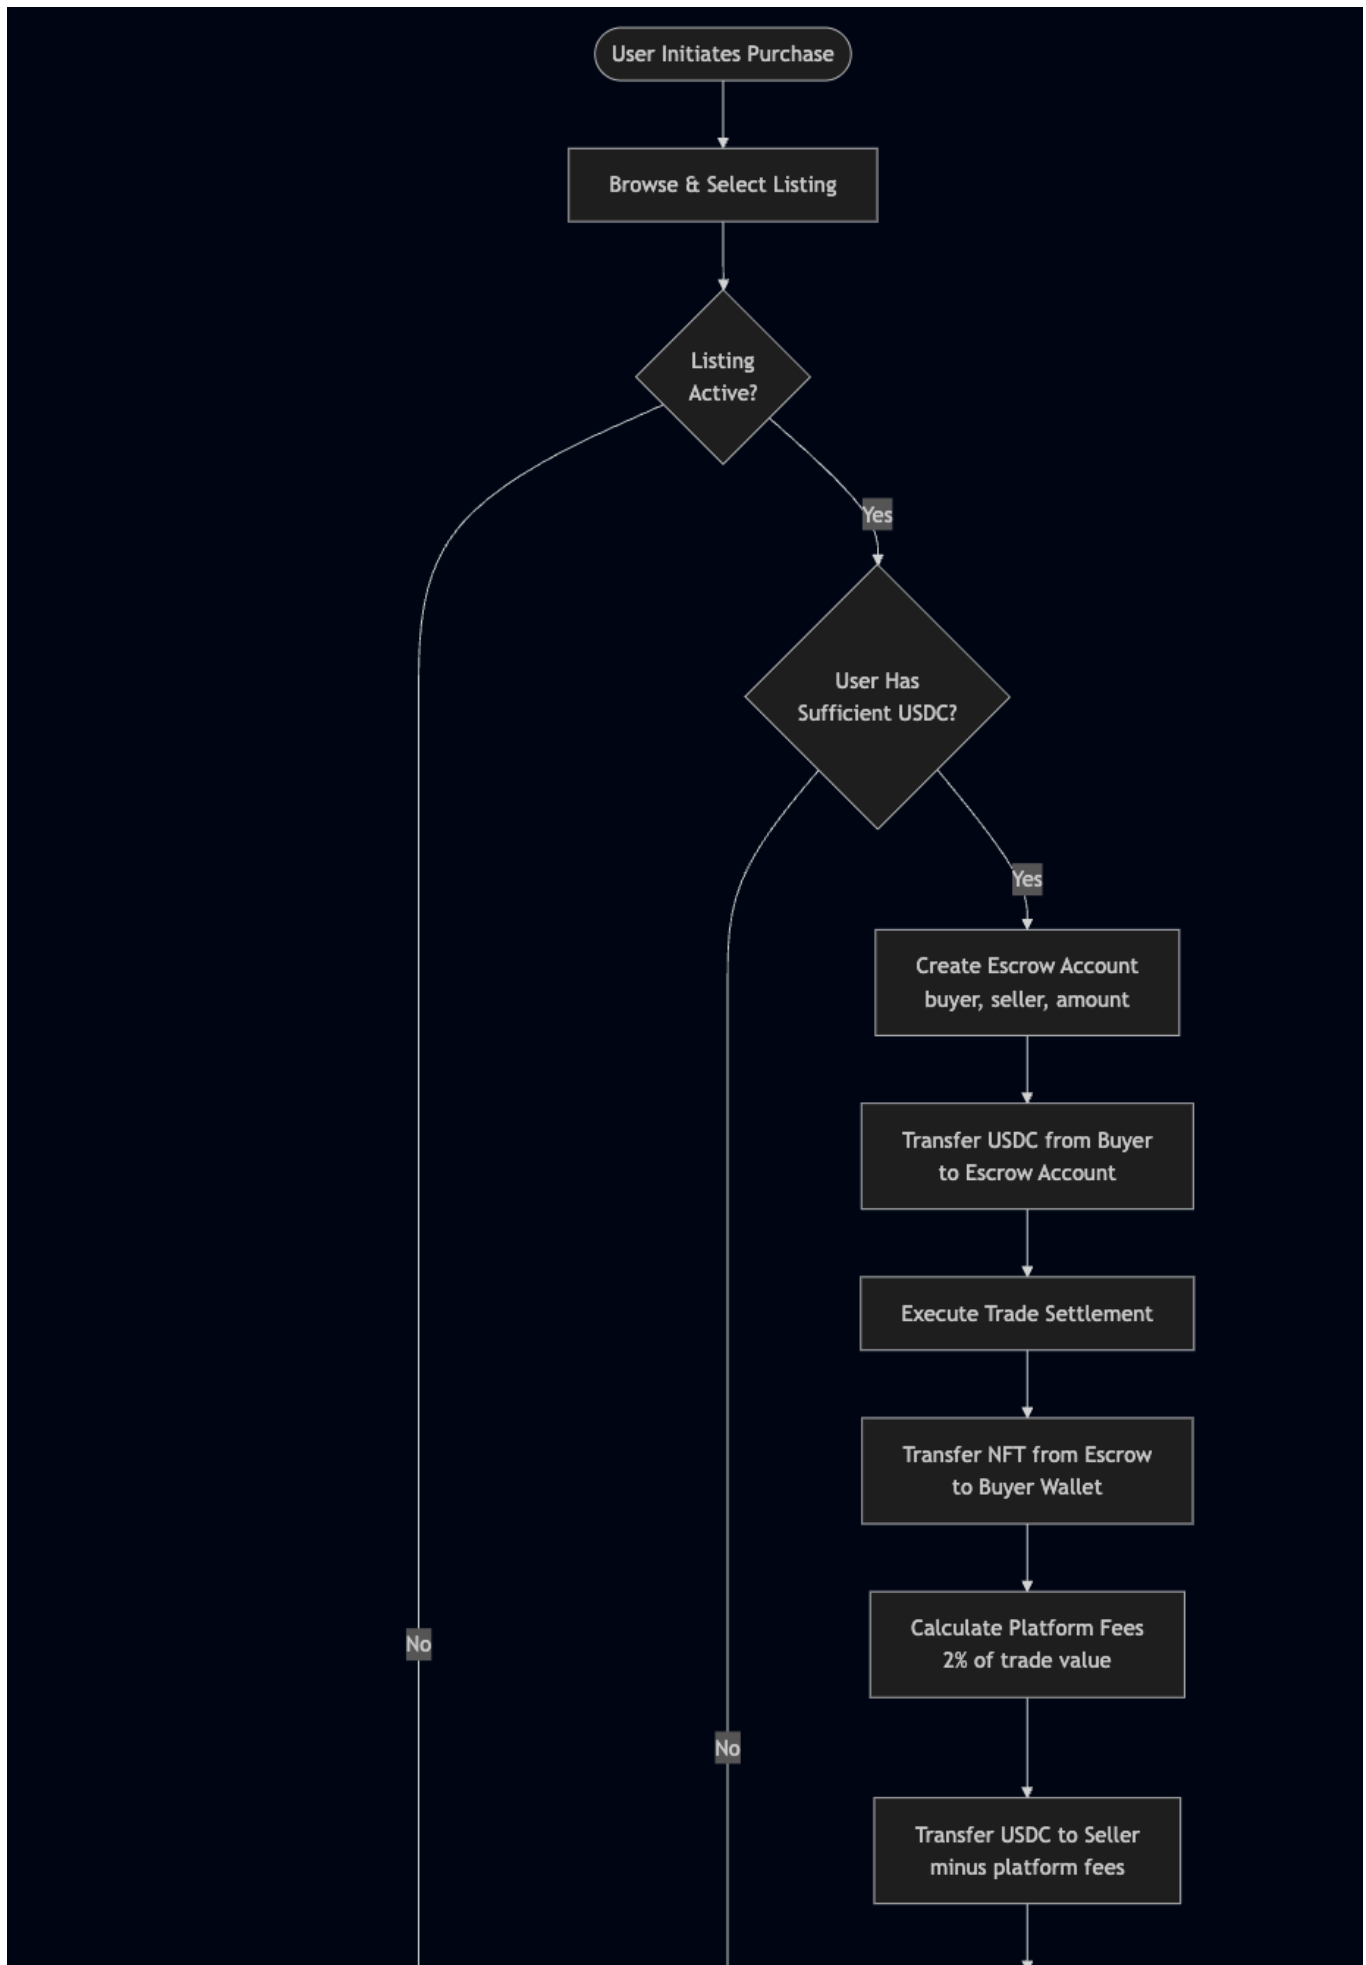 User Initiates Purchase
Browse & Select Listing
Listing
Active?
Yes
User Has
Sufficient USDC?
Yes
Create Escrow Account
buyer, seller, amount
Transfer USDC from Buyer
to Escrow Account
Execute Trade Settlement
Transfer NFT from Escrow
to Buyer Wallet
Calculate Platform Fees
2% of trade value
No
No
Transfer USDC to Seller
minus platform fees